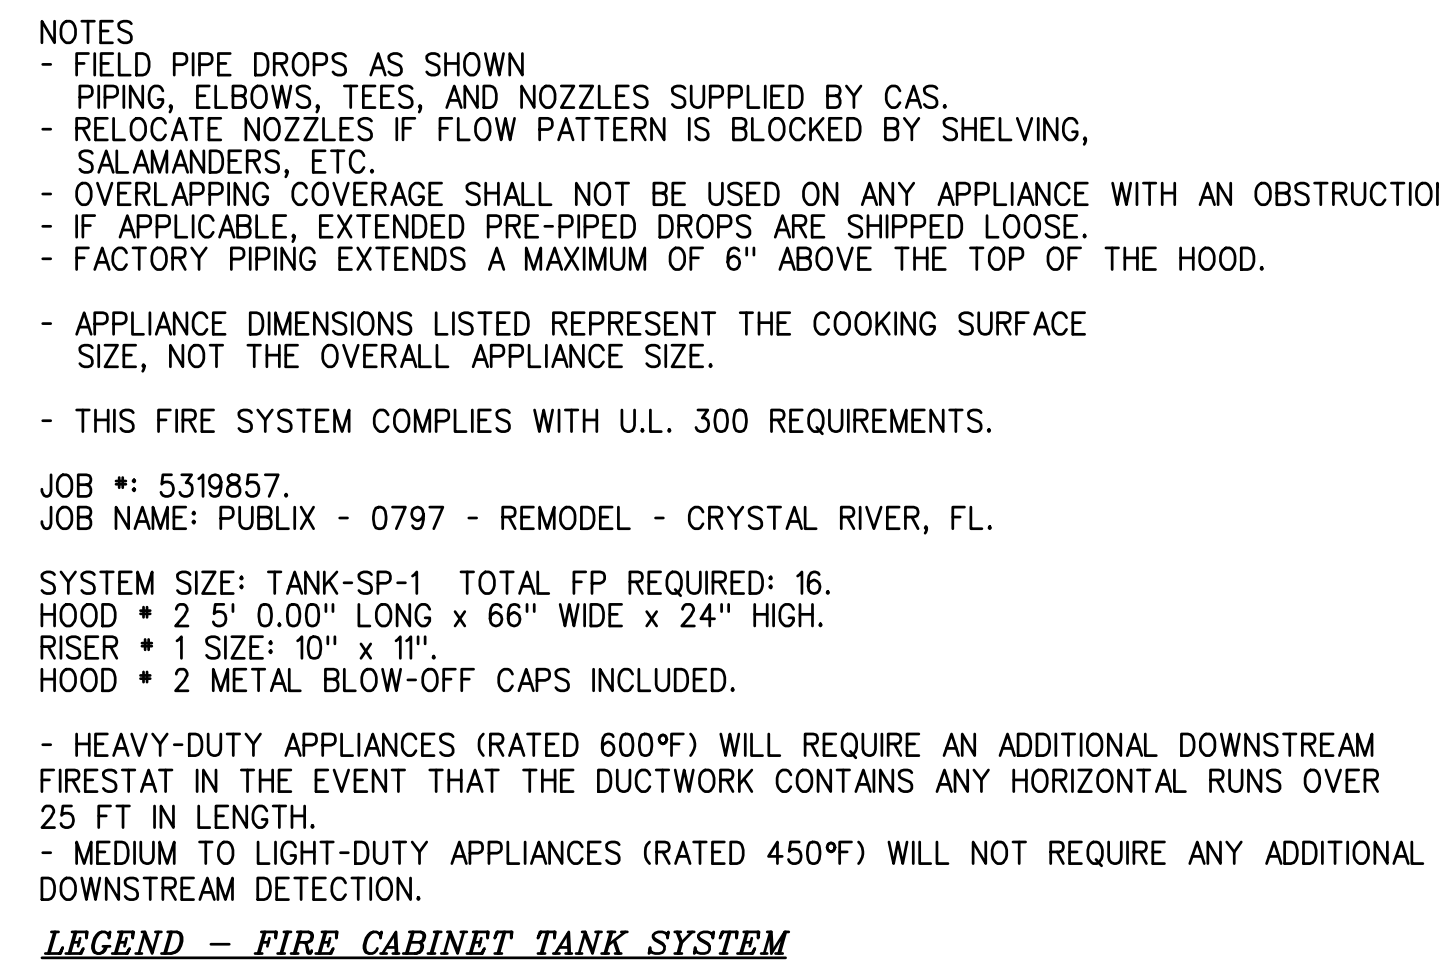 NOTES
- FIELD PIPE DROPS AS SHOWN
PIPING, ELBOWS, TEES, AND NOZZLES SUPPLIED BY CAS.
- RELOCATE NOZZLES IF FLOW PATTERN IS BLOCKED BY SHELVING,
SALAMANDERS, ETC.
- OVERLAPPING COVERAGE SHALL NOT BE USED ON ANY APPLIANCE WITH AN OBSTRUCTION
- IF APPLICABLE, EXTENDED PRE-PIPED DROPS ARE SHIPPED LOOSE.
- FACTORY PIPING EXTENDS A MAXIMUM OF 6" ABOVE THE TOP OF THE HOOD.
- APPLIANCE DIMENSIONS LISTED REPRESENT THE COOKING SURFACE
SIZE, NOT THE OVERALL APPLIANCE SIZE.
- THIS FIRE SYSTEM COMPLIES WITH U.L. 300 REQUIREMENTS.
JOB #: 5319857.
JOB NAME: PUBLIX - 0797 - REMODEL - CRYSTAL RIVER, FL.
SYSTEM SIZE: TANK-SP-1 TOTAL FP REQUIRED: 16.
HOOD # 2 5' 0.00" LONG x 66" WIDE x 24" HIGH.
RISER # 1 SIZE: 10" x 11".
HOOD # 2 METAL BLOW-OFF CAPS INCLUDED.
- HEAVY-DUTY APPLIANCES (RATED 600°F) WILL REQUIRE AN ADDITIONAL DOWNSTREAM
FIRESTAT IN THE EVENT THAT THE DUCTWORK CONTAINS ANY HORIZONTAL RUNS OVER
25 FT IN LENGTH.
- MEDIUM TO LIGHT-DUTY APPLIANCES (RATED 450°F) WILL NOT REQUIRE ANY ADDITIONAL
DOWNSTREAM DETECTION.
LEGEND - FIRE CABINET TANK SYSTEM